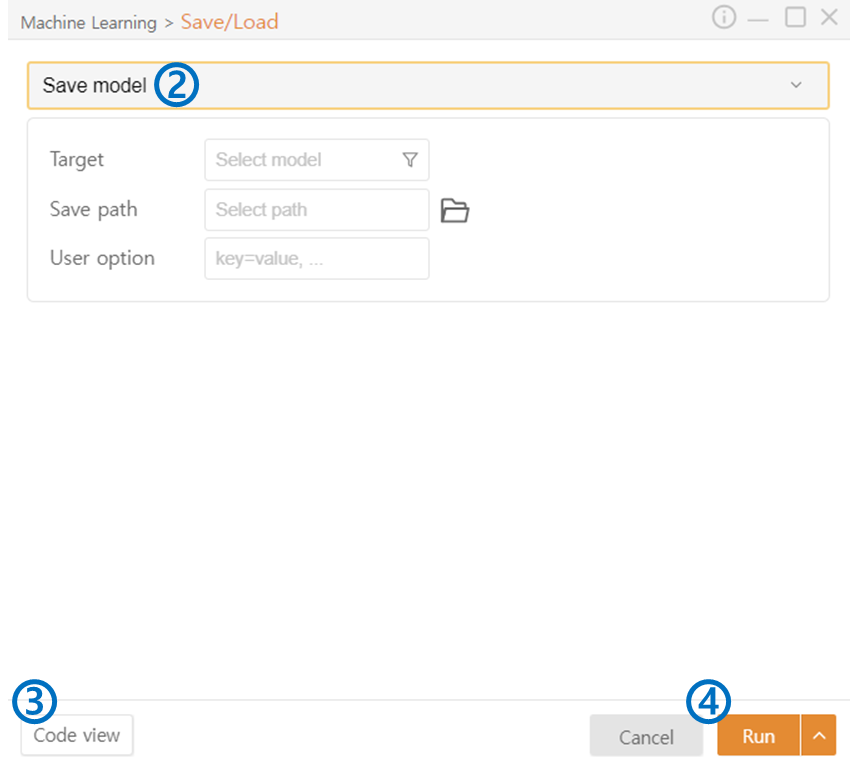 Machine Learning > Save/Load
Save model ②
Target Select model
Save path Select path
User option key=value, ...
③ ④
Code view Cancel Run